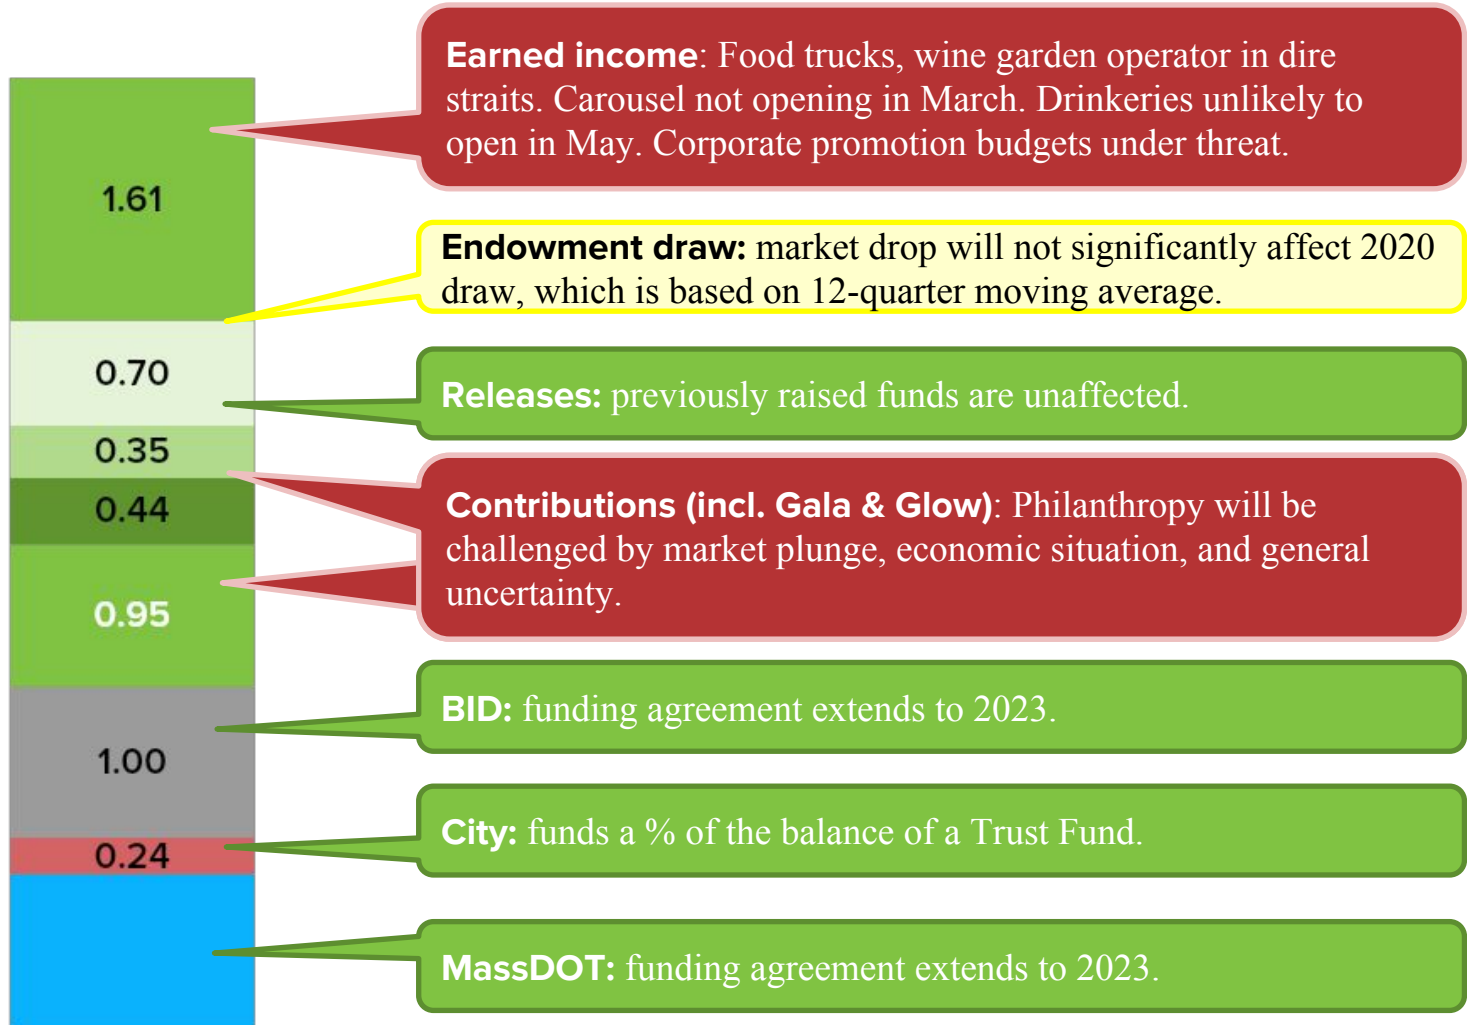 Earned income: Food trucks, wine garden operator in dire
straits. Carousel not opening in March. Drinkeries unlikely to
open in May. Corporate promotion budgets under threat.
1.61
Endowment draw: market drop will not significantly affect 2020
draw, which is based on 12-quarter moving average.
0.70
Releases: previously raised funds are unaffected.
0.35
0.44
Contributions (incl. Gala & Glow): Philanthropy will be
challenged by market plunge, economic situation, and general
uncertainty.
0.95
BID: funding agreement extends to 2023.
1.00
City: funds a % of the balance of a Trust Fund.
0.24
MassDOT: funding agreement extends to 2023.